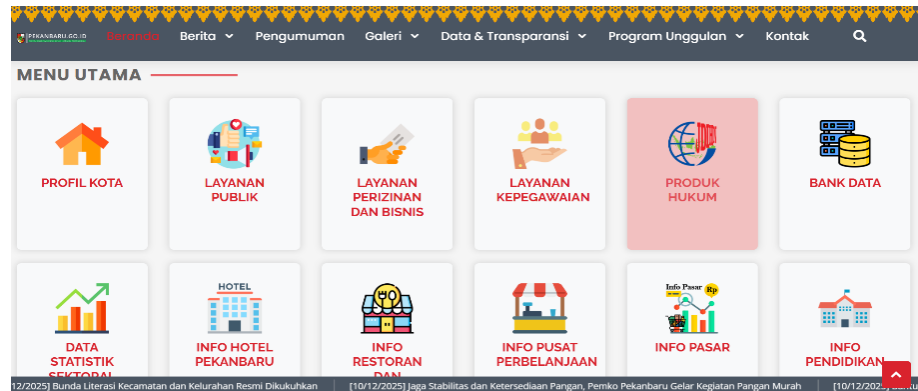 PEKANBARU.GO.ID
Beranda Berita Pengumuman Galeri Data & Transparansi Program Unggulan Kontak
MENU UTAMA
PROFIL KOTA
LAYANAN
PUBLIK
LAYANAN
PERIZINAN
DAN BISNIS
LAYANAN
KEPEGAWAIAN
JDIH
PRODUK
HUKUM
BANK DATA
DATA
STATISTIK
SEKTORAL
HOTEL
INFO HOTEL
PEKANBARU
INFO
RESTORAN
DAN
INFO PUSAT
PERBELANJAAN
Info Pasar Rp
INFO PASAR
INFO
PENDIDIKAN
12/2025] Bunda Literasi Kecamatan dan Kelurahan Resmi Dikukuhkan [10/12/2025] Jaga Stabilitas dan Ketersediaan Pangan, Pemko Pekanbaru Gelar Kegiatan Pangan Murah [10/12/2025]